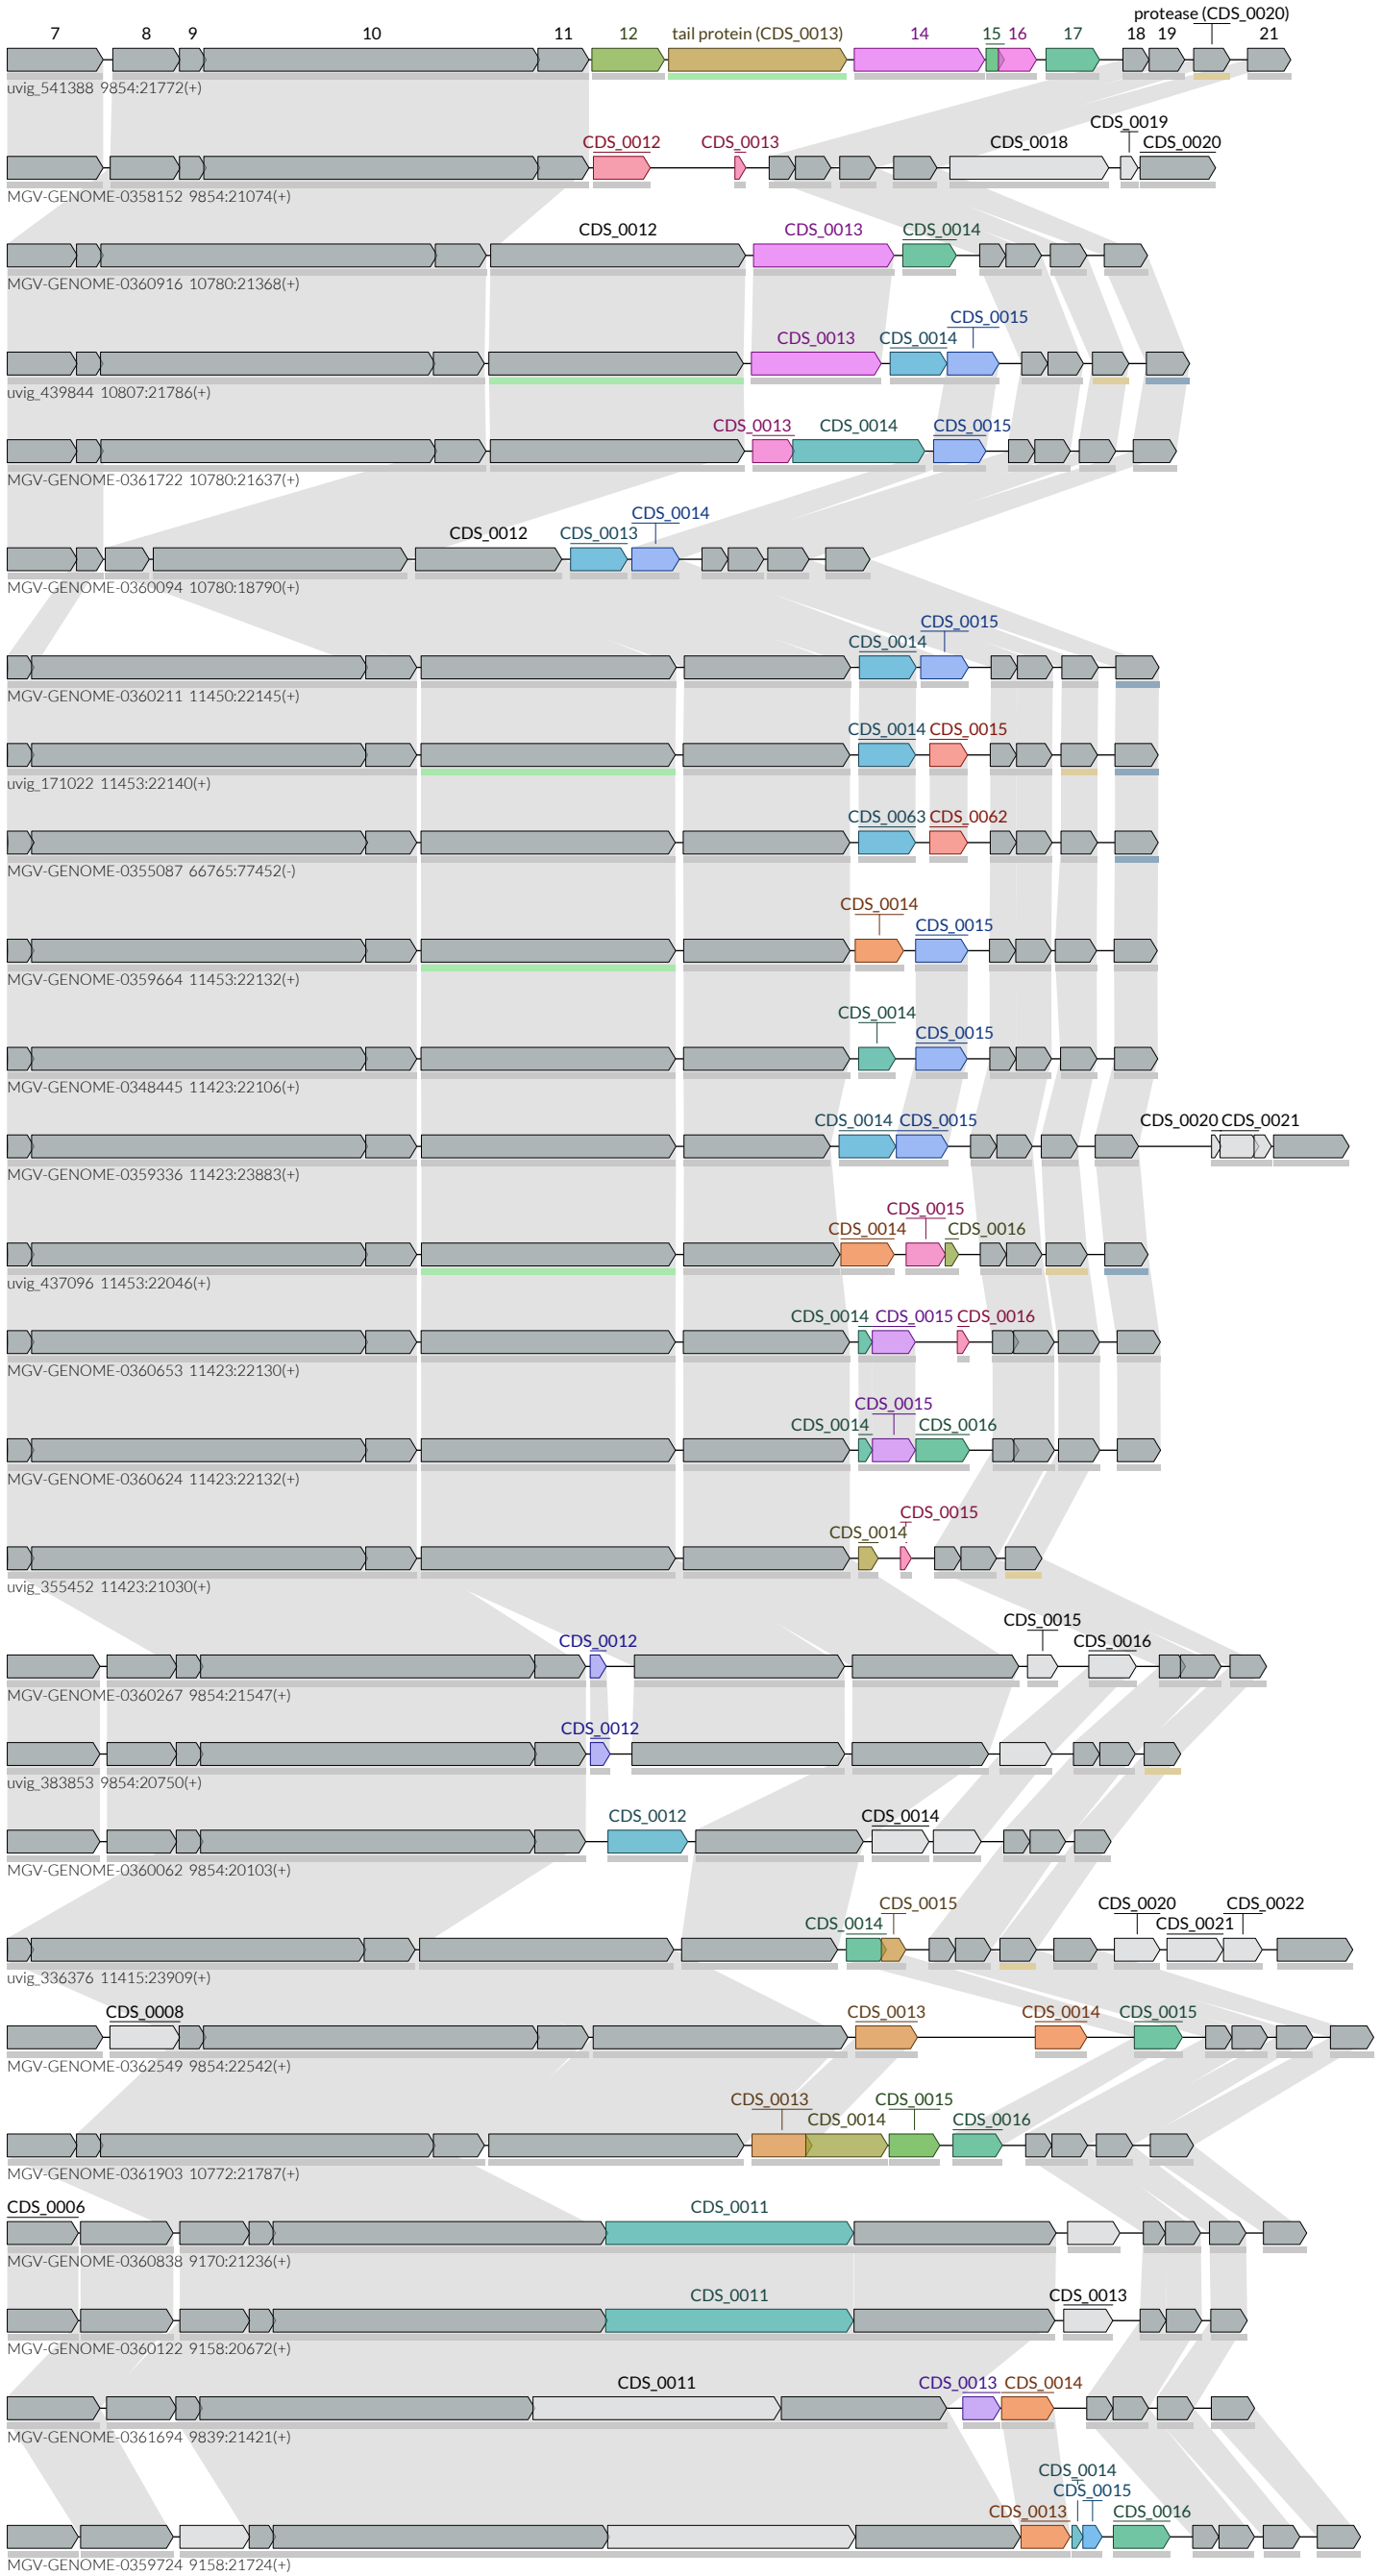 protease (CDS_0020)
7 8 9 10 11 12 tail protein (CDS_0013) 14 15 16 17 18 19 21
uvig_541388 9854:21772(+)
CDS_0019
CDS_0012 CDS_0013 CDS_0018 CDS_0020
MGV-GENOME-0358152 9854:21074(+)
CDS_0012 CDS_0013 CDS_0014
MGV-GENOME-0360916 10780:21368(+)
CDS_0015
CDS_0013 CDS_0014
uvig_439844 10807:21786(+)
CDS_0013 CDS_0014 CDS_0015
MGV-GENOME-0361722 10780:21637(+)
CDS_0014
CDS_0012 CDS_0013
MGV-GENOME-0360094 10780:18790(+)
CDS_0015
CDS_0014
MGV-GENOME-0360211 11450:22145(+)
CDS_0014 CDS_0015
uvig_171022 11453:22140(+)
CDS_0063 CDS_0062
MGV-GENOME-0355087 66765:77452(-)
CDS_0014
CDS_0015
MGV-GENOME-0359664 11453:22132(+)
CDS_0014
CDS_0015
MGV-GENOME-0348445 11423:22106(+)
CDS_0014 CDS_0015 CDS_0020 CDS_0021
MGV-GENOME-0359336 11423:23883(+)
CDS_0015
CDS_0014 CDS_0016
uvig_437096 11453:22046(+)
CDS_0014 CDS_0015 CDS_0016
MGV-GENOME-0360653 11423:22130(+)
CDS_0015
CDS_0014 CDS_0016
MGV-GENOME-0360624 11423:22132(+)
CDS_0015
CDS_0014
uvig_355452 11423:21030(+)
CDS_0015
CDS_0012 CDS_0016
MGV-GENOME-0360267 9854:21547(+)
CDS_0012
uvig_383853 9854:20750(+)
CDS_0012 CDS_0014
MGV-GENOME-0360062 9854:20103(+)
CDS_0015 CDS_0020 CDS_0022
CDS_0014 CDS_0021
uvig_336376 11415:23909(+)
CDS_0008 CDS_0013 CDS_0014 CDS_0015
MGV-GENOME-0362549 9854:22542(+)
CDS_0013 CDS_0015
CDS_0014 CDS_0016
MGV-GENOME-0361903 10772:21787(+)
CDS_0006 CDS_0011
MGV-GENOME-0360838 9170:21236(+)
CDS_0011 CDS_0013
MGV-GENOME-0360122 9158:20672(+)
CDS_0011 CDS_0013 CDS_0014
MGV-GENOME-0361694 9839:21421(+)
CDS_0014
CDS_0015
CDS_0013 CDS_0016
MGV-GENOME-0359724 9158:21724(+)